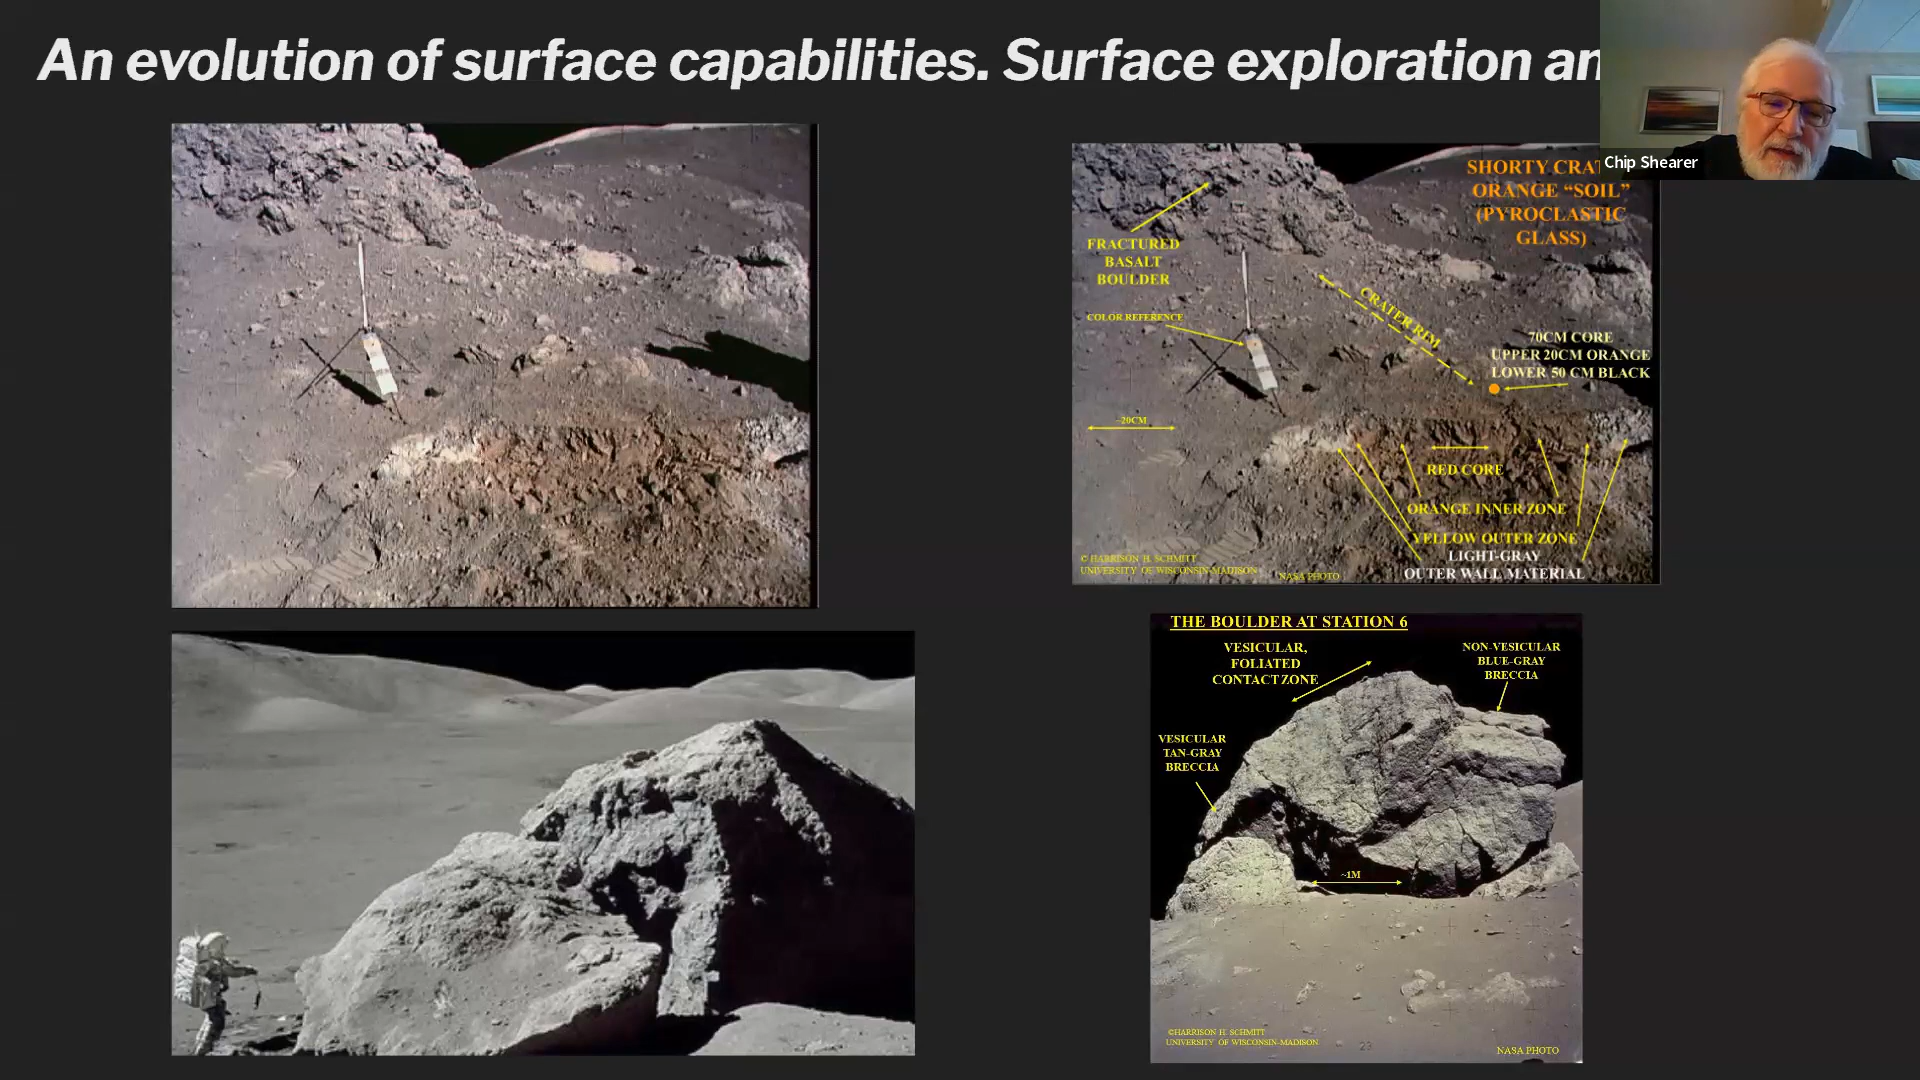 An evolution of surface capabilities. Surface exploration an
Chip Shearer
SHORTY CRAT
ORANGE “SOIL”
(PYROCLASTIC
GLASS)
FRACTURED
BASALT
BOULDER
COLOR REFERENCE
CRATER RIM
70CM CORE
UPPER 20CM ORANGE
LOWER 50 CM BLACK
~20CM
RED CORE
ORANGE INNER ZONE
YELLOW OUTER ZONE
LIGHT-GRAY
OUTER WALL MATERIAL
© HARRISON H. SCHMITT
UNIVERSITY OF WISCONSIN-MADISON
NASA PHOTO
THE BOULDER AT STATION 6
VESICULAR,
FOLIATED
CONTACT ZONE
NON-VESICULAR
BLUE-GRAY
BRECCIA
VESICULAR
TAN-GRAY
BRECCIA
~1M
©HARRISON H. SCHMITT
UNIVERSITY OF WISCONSIN-MADISON
23
NASA PHOTO